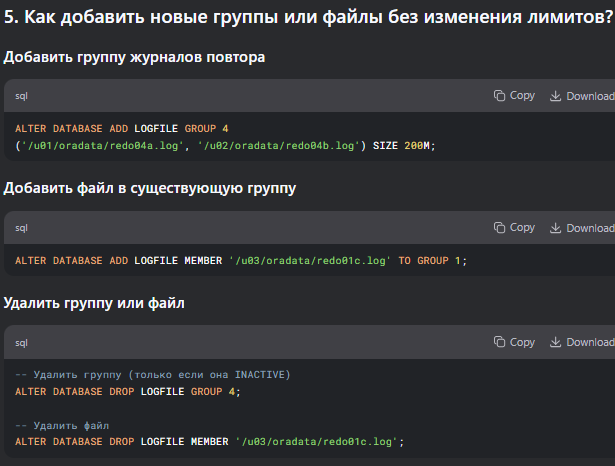 5. Как добавить новые группы или файлы без изменения лимитов?
Добавить группу журналов повтора
sql
Copy
Download
ALTER DATABASE ADD LOGFILE GROUP 4
('/u01/oradata/redo04a.log', '/u02/oradata/redo04b.log') SIZE 200M;
Добавить файл в существующую группу
sql
Copy
Download
ALTER DATABASE ADD LOGFILE MEMBER '/u03/oradata/redo01c.log' TO GROUP 1;
Удалить группу или файл
sql
Copy
Download
-- Удалить группу (только если она INACTIVE)
ALTER DATABASE DROP LOGFILE GROUP 4;
-- Удалить файл
ALTER DATABASE DROP LOGFILE MEMBER '/u03/oradata/redo01c.log';